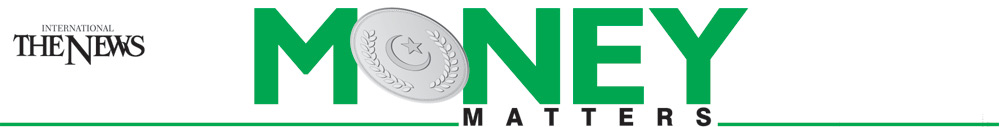 INTERNATIONAL
THE NEWS
MONEY
MATTERS